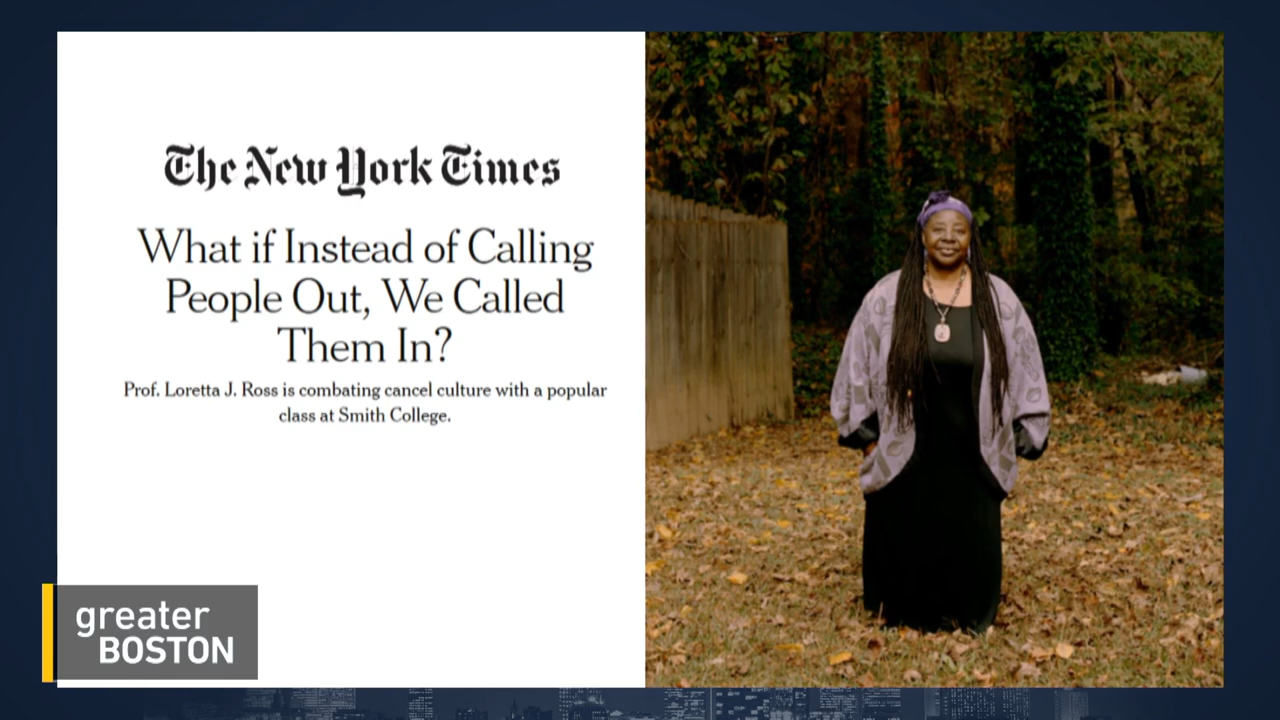 The New York Times
What if Instead of Calling
People Out, We Called
Them In?
Prof. Loretta J. Ross is combating cancel culture with a popular
class at Smith College.
greater
BOSTON